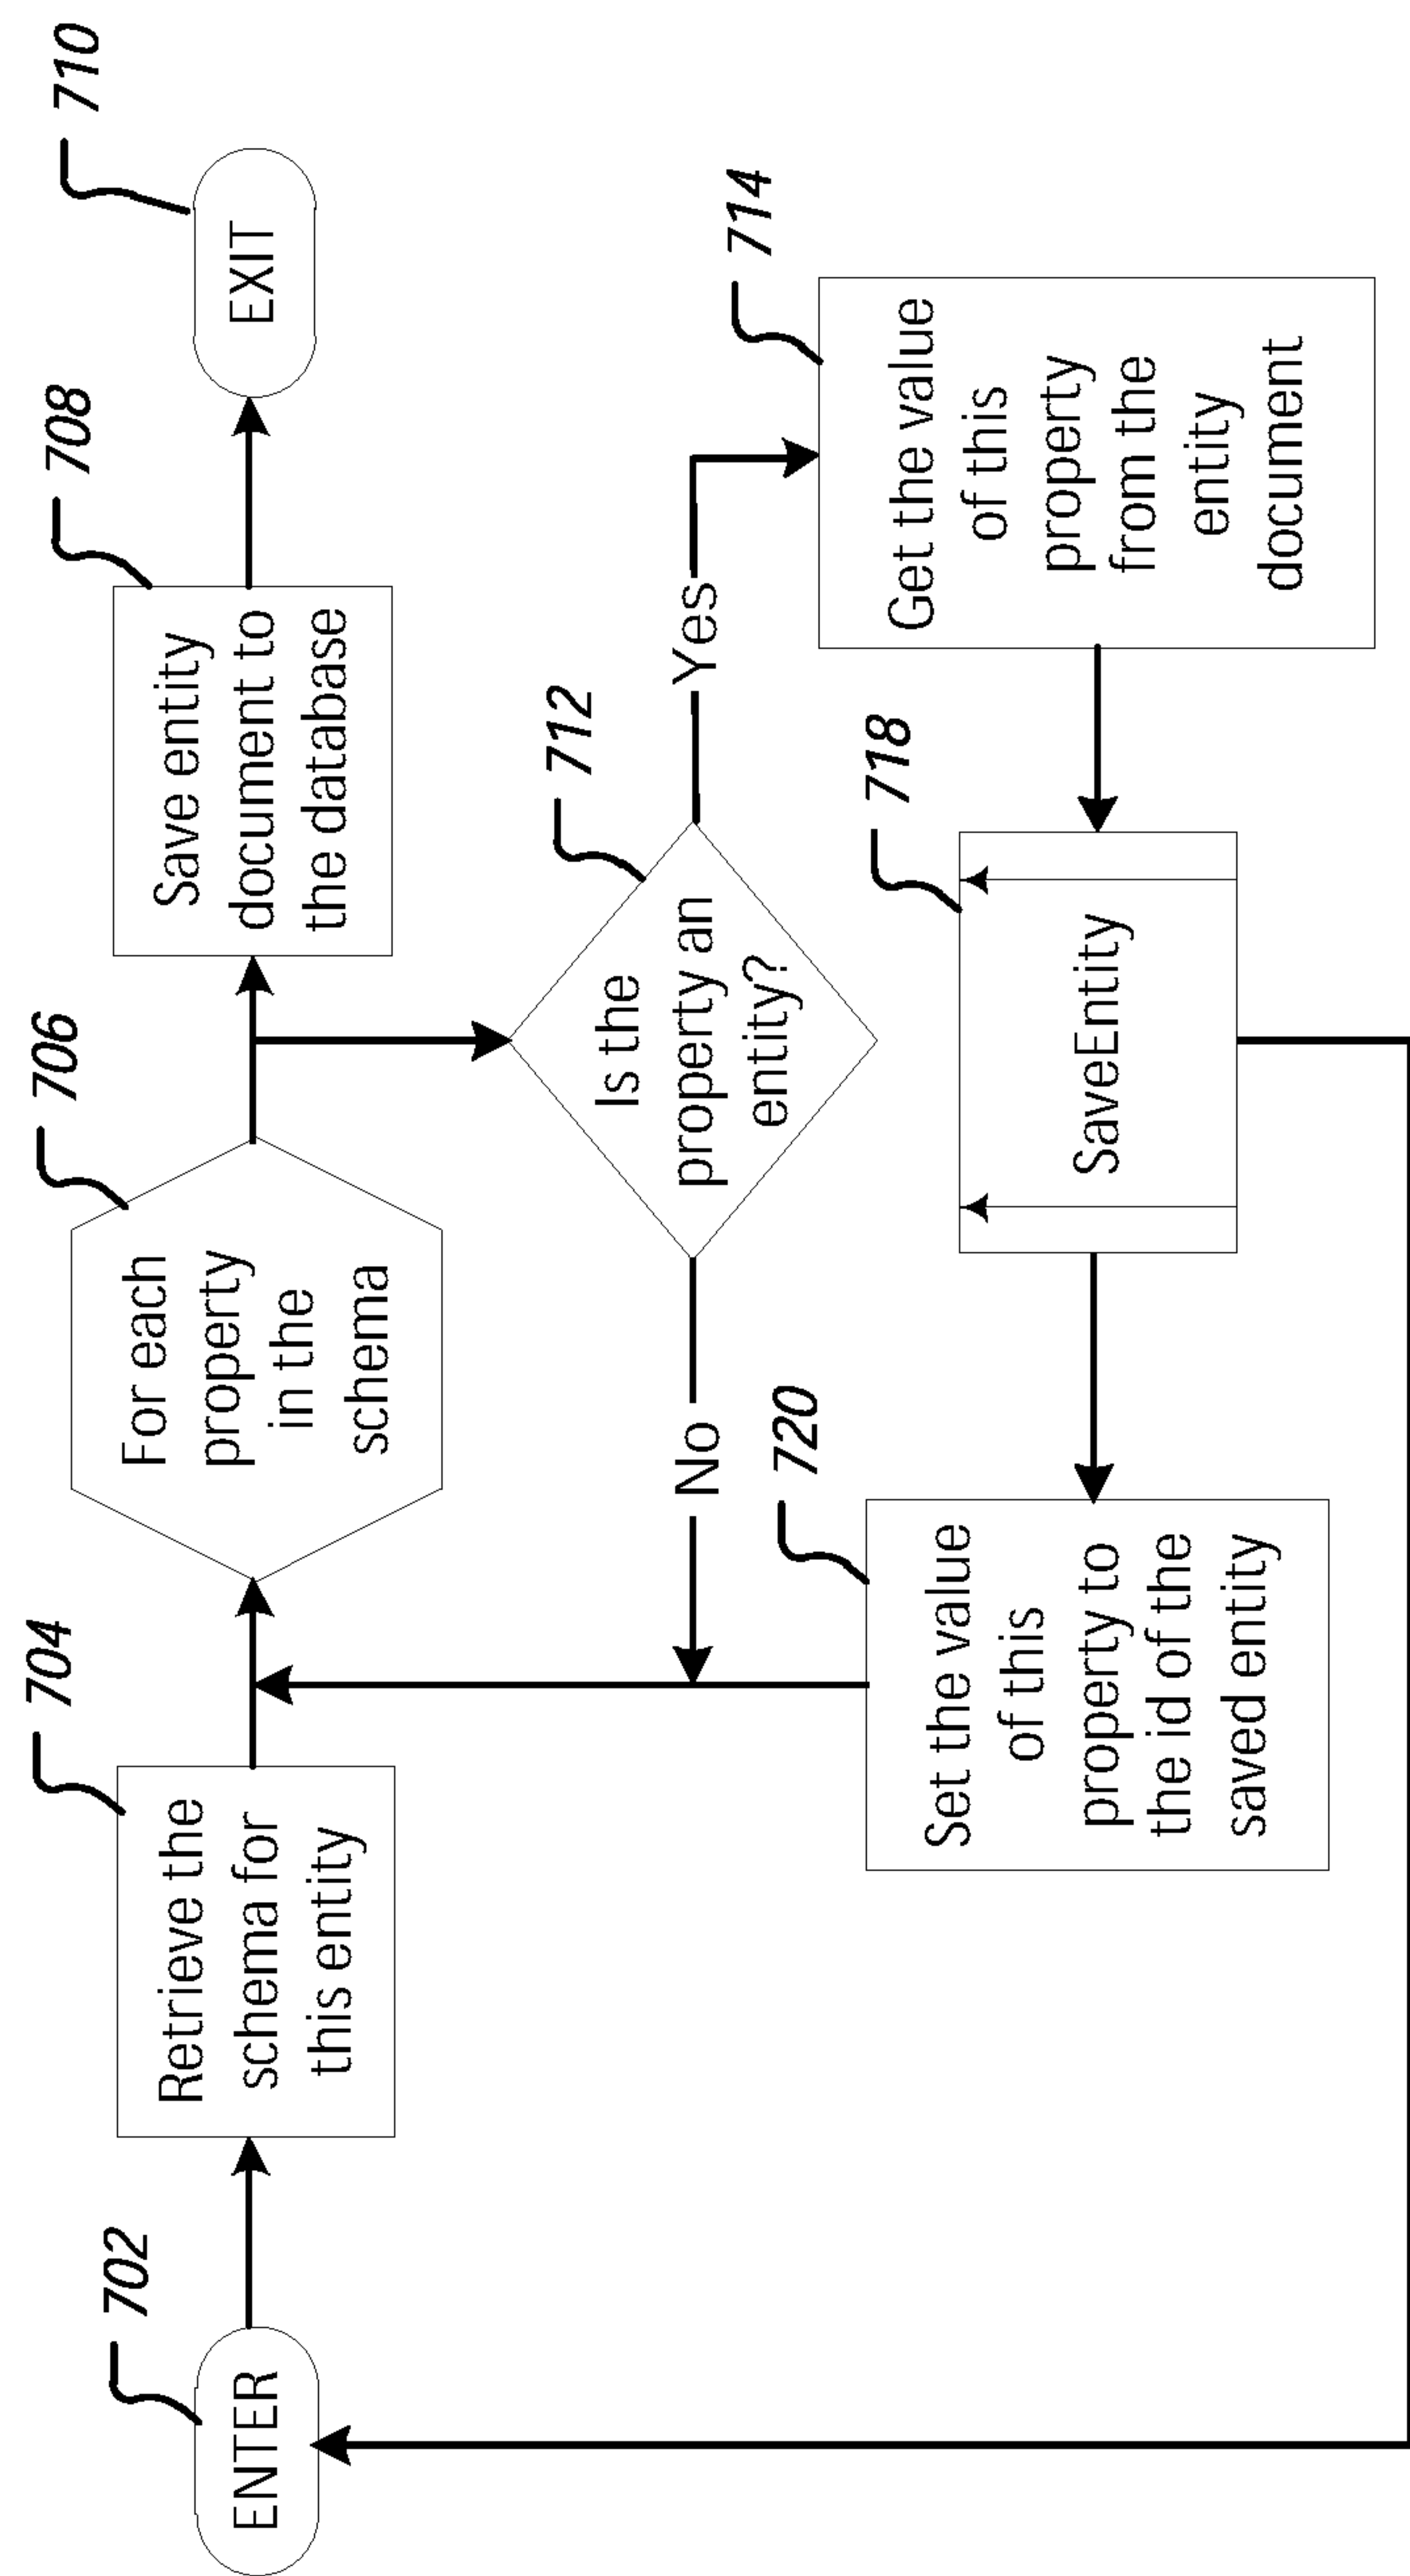 702
ENTER
704
Retrieve the
schema for
this entity
706
For each
property
in the
schema
708
Save entity
document to
the database
710
EXIT
712
Is the
property an
entity?
No
Yes
714
Get the value
of this
property
from the
entity
document
718
SaveEntity
720
Set the value
of this
property to
the id of the
saved entity